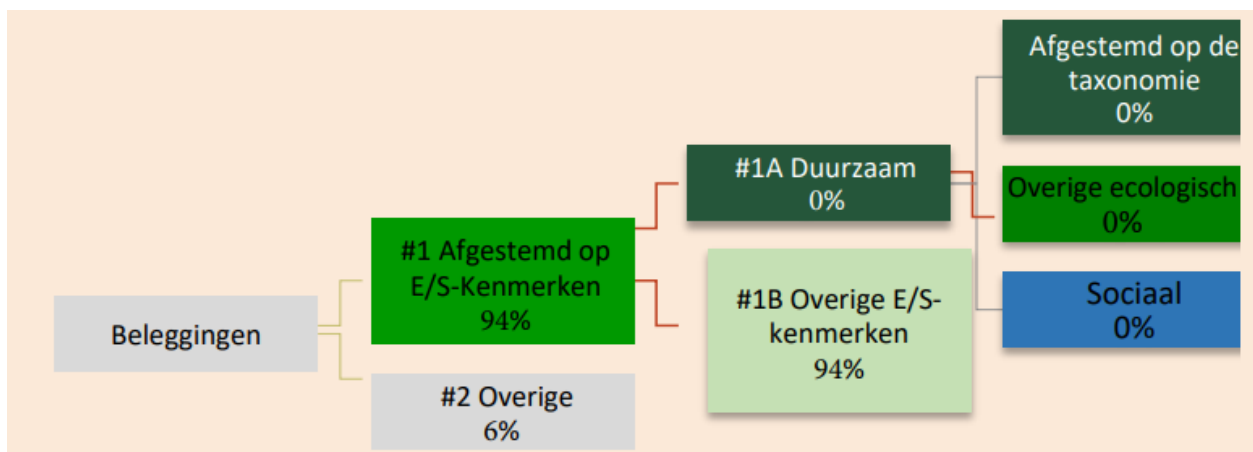 Beleggingen
#1 Afgestemd op
E/S-Kenmerken
94%
#2 Overige
6%
#1A Duurzaam
0%
#1B Overige E/S-
kenmerken
94%
Afgestemd op de
taxonomie
0%
Overige ecologisch
0%
Sociaal
0%